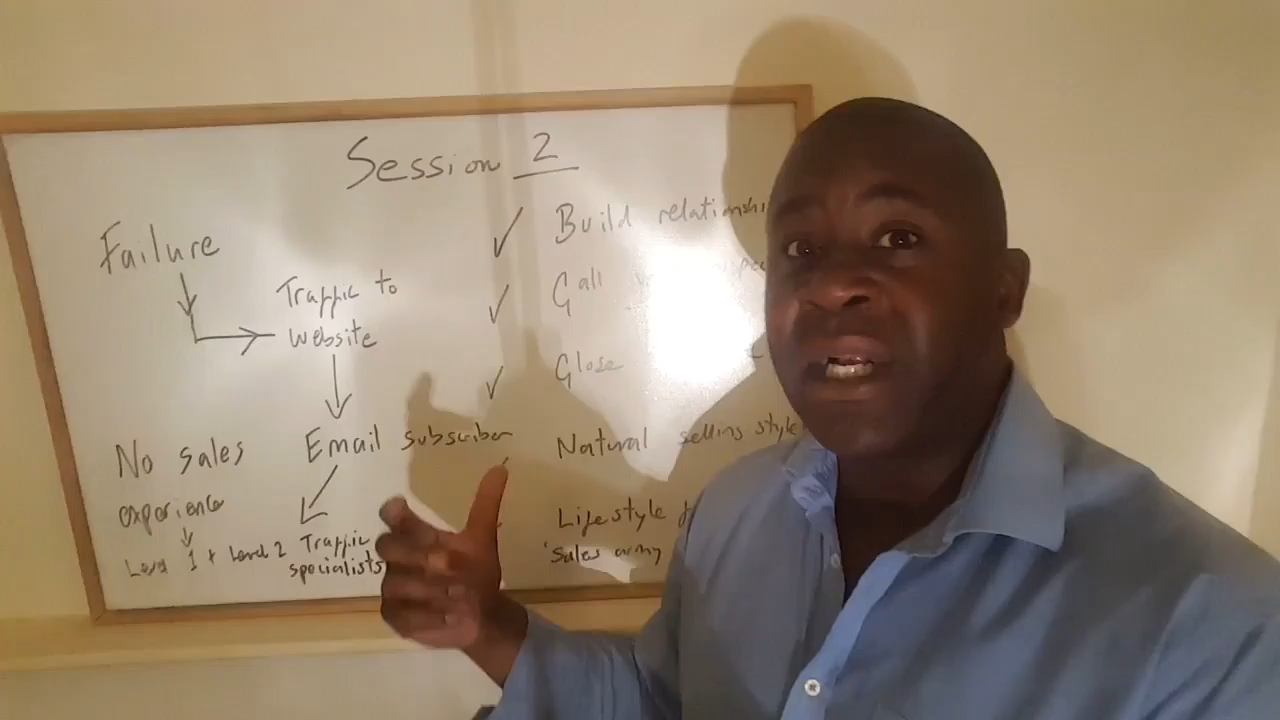 Session 2
Failure
Traffic to
website
Email subscriber
Traffic
specialists
No sales
experience
Level 1 + Level 2
Build relationshi
Call
Close
Natural selling style
Lifestyle f
'Sales army